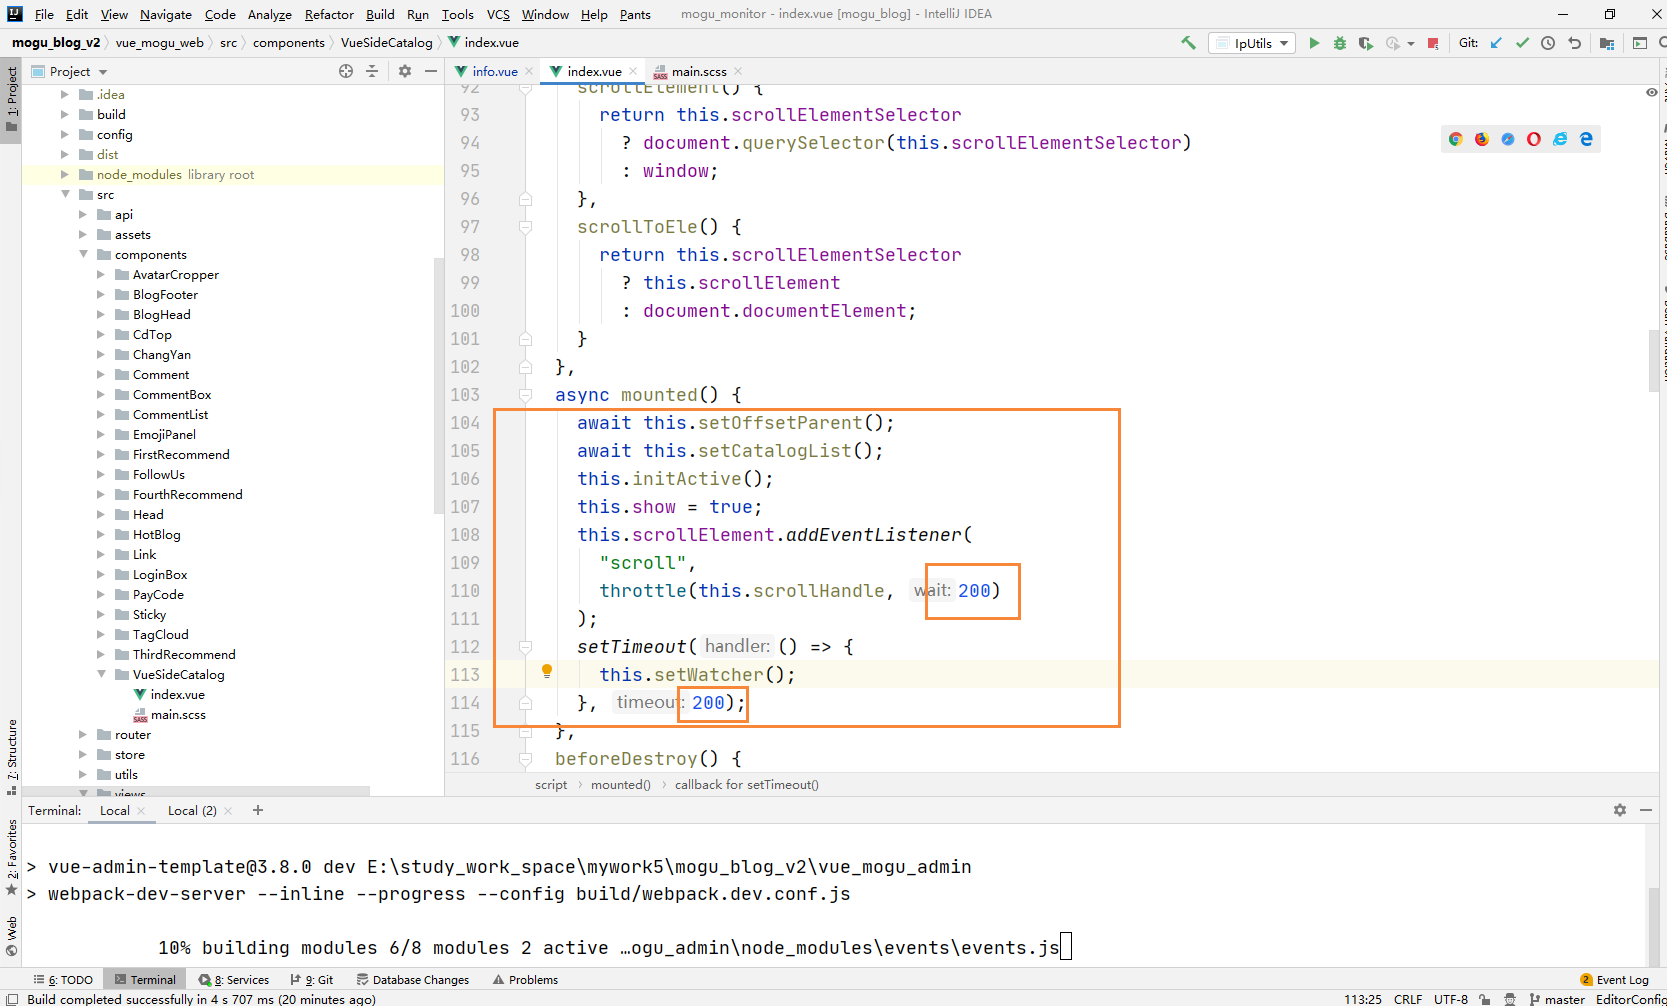 File Edit View Navigate Code Analyze Refactor Build Run Tools VCS Window Help Pants mogu_monitor - index.vue [mogu_blog] - IntelliJ IDEA
mogu_blog_v2 vue_mogu_web src components VueSideCatalog index.vue IpUtils Git:
1: Project
Project
info.vue index.vue main.scss
.idea
build
config
dist
node_modules library root
src
api
assets
components
AvatarCropper
BlogFooter
BlogHead
CdTop
ChangYan
Comment
CommentBox
CommentList
EmojiPanel
FirstRecommend
FollowUs
FourthRecommend
Head
HotBlog
Link
LoginBox
PayCode
Sticky
TagCloud
ThirdRecommend
VueSideCatalog
index.vue
main.scss
router
store
utils
views
92 scrollElement() {
93 return this.scrollElementSelector
94 ? document.querySelector(this.scrollElementSelector)
95 : window;
96 },
97 scrollToEle() {
98 return this.scrollElementSelector
99 ? this.scrollElement
100 : document.documentElement;
101 }
102 },
103 async mounted() {
104 await this.setOffsetParent();
105 await this.setCatalogList();
106 this.initActive();
107 this.show = true;
108 this.scrollElement.addEventListener(
109 "scroll",
110 throttle(this.scrollHandle, wait: 200)
111 );
112 setTimeout( handler: () => {
113 this.setWatcher();
114 }, timeout: 200);
115 },
116 beforeDestroy() {
script mounted() callback for setTimeout()
7: Structure
2: Favorites
Web
Terminal: Local Local (2) +
> vue-admin-template@3.8.0 dev E:\study_work_space\mywork5\mogu_blog_v2\vue_mogu_admin
> webpack-dev-server --inline --progress --config build/webpack.dev.conf.js
10% building modules 6/8 modules 2 active …ogu_admin\node_modules\events\events.js
6: TODO Terminal 8: Services 9: Git Database Changes Problems 2 Event Log
Build completed successfully in 4 s 707 ms (20 minutes ago) 113:25 CRLF UTF-8 master EditorConfig